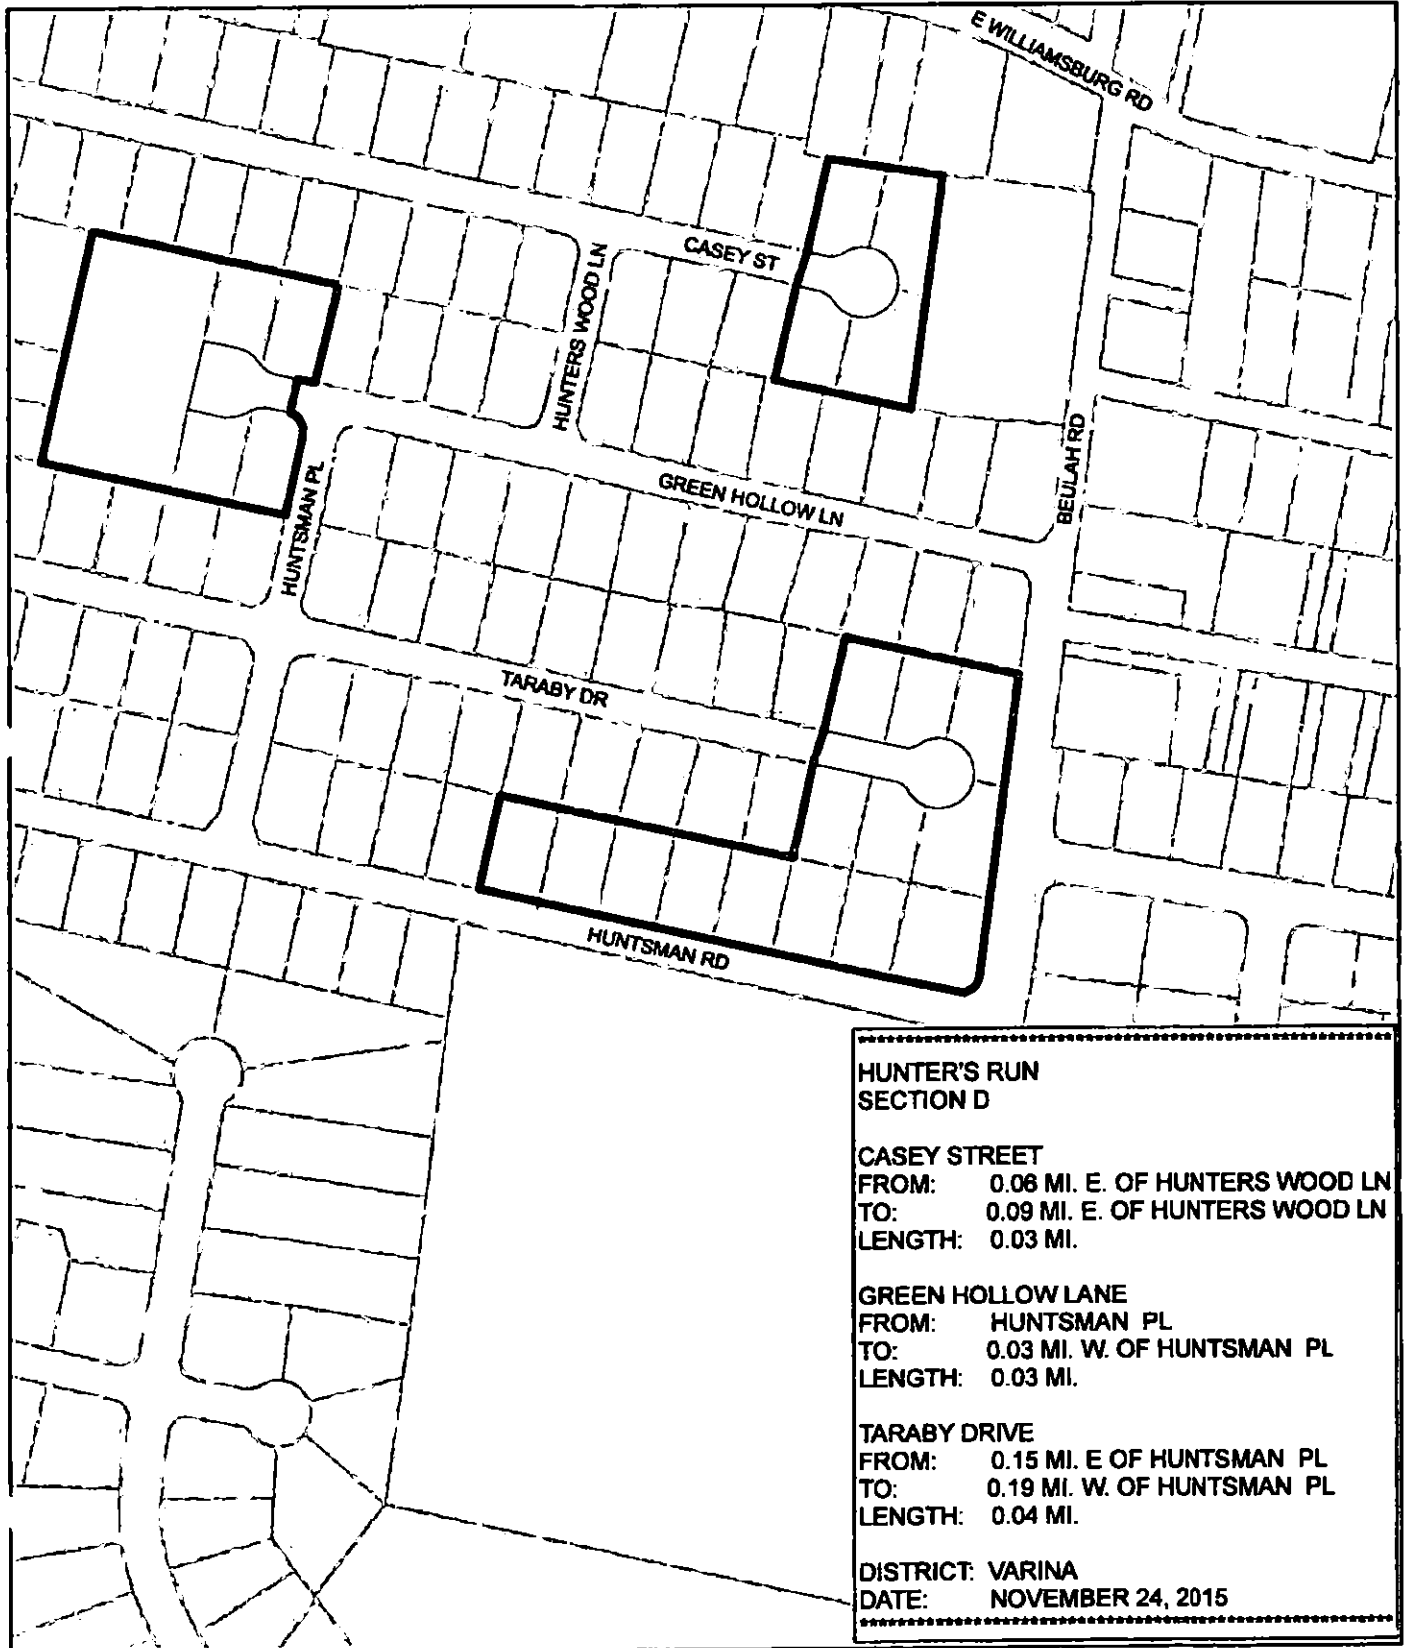 E WILLIAMSBURG RD
CASEY ST
HUNTERS WOOD LN
BEULAH RD
GREEN HOLLOW LN
HUNTSMAN PL
TARABY DR
HUNTSMAN RD
HUNTER'S RUN
SECTION D
CASEY STREET
FROM: 0.06 MI. E. OF HUNTERS WOOD LN
TO: 0.09 MI. E. OF HUNTERS WOOD LN
LENGTH: 0.03 MI.
GREEN HOLLOW LANE
FROM: HUNTSMAN PL
TO: 0.03 MI. W. OF HUNTSMAN PL
LENGTH: 0.03 MI.
TARABY DRIVE
FROM: 0.15 MI. E OF HUNTSMAN PL
TO: 0.19 MI. W. OF HUNTSMAN PL
LENGTH: 0.04 MI.
DISTRICT: VARINA
DATE: NOVEMBER 24, 2015